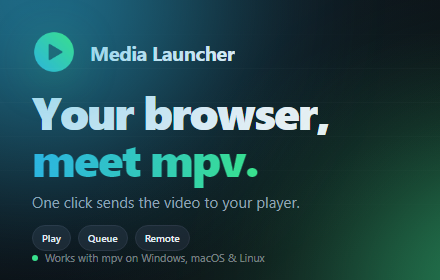 Media Launcher
Your browser,
meet mpv.
One click sends the video to your player.
Play Queue Remote
Works with mpv on Windows, macOS & Linux